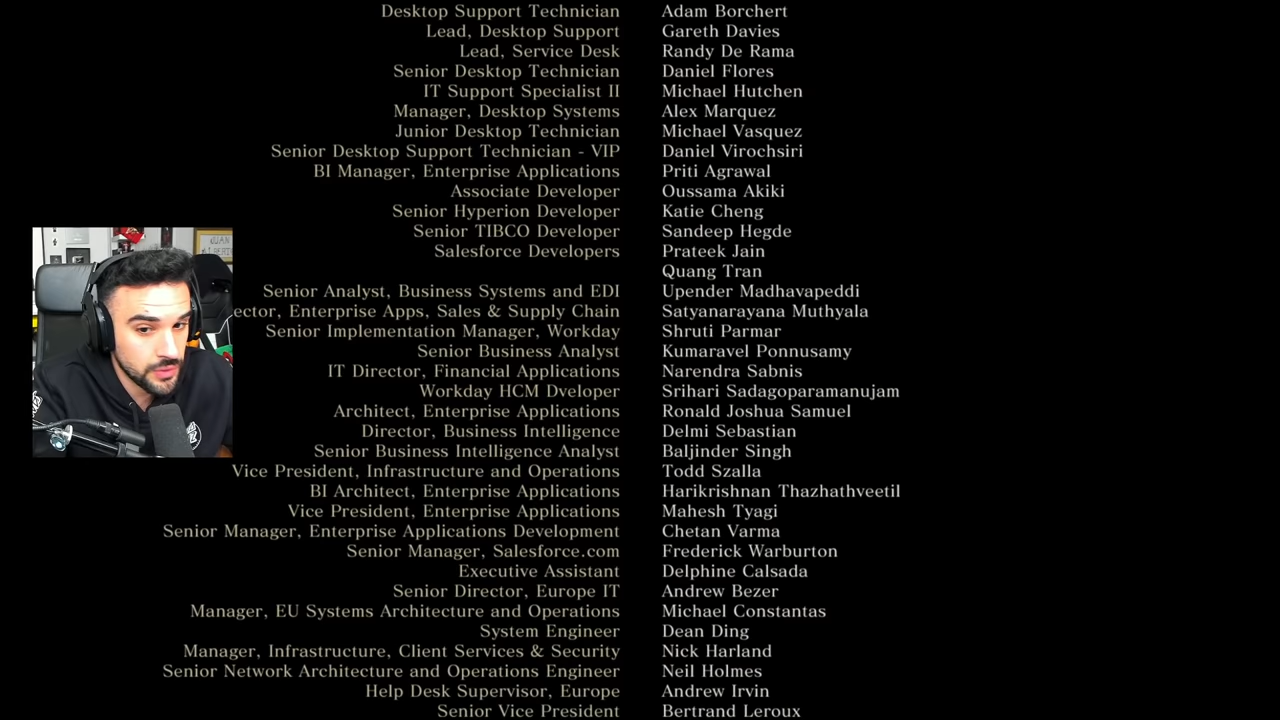 Desktop Support Technician Adam Borchert
Lead, Desktop Support Gareth Davies
Lead, Service Desk Randy De Rama
Senior Desktop Technician Daniel Flores
IT Support Specialist II Michael Hutchen
Manager, Desktop Systems Alex Marquez
Junior Desktop Technician Michael Vasquez
Senior Desktop Support Technician - VIP Daniel Virochsiri
BI Manager, Enterprise Applications Priti Agrawal
Associate Developer Oussama Akiki
Senior Hyperion Developer Katie Cheng
Senior TIBCO Developer Sandeep Hegde
Salesforce Developers Prateek Jain
Quang Tran
Senior Analyst, Business Systems and EDI Upender Madhavapeddi
ector, Enterprise Apps, Sales & Supply Chain Satyanarayana Muthyala
Senior Implementation Manager, Workday Shruti Parmar
Senior Business Analyst Kumaravel Ponnusamy
IT Director, Financial Applications Narendra Sabnis
Workday HCM Dveloper Srihari Sadagoparamanujam
Architect, Enterprise Applications Ronald Joshua Samuel
Director, Business Intelligence Delmi Sebastian
Senior Business Intelligence Analyst Baljinder Singh
Vice President, Infrastructure and Operations Todd Szalla
BI Architect, Enterprise Applications Harikrishnan Thazhathveetil
Vice President, Enterprise Applications Mahesh Tyagi
Senior Manager, Enterprise Applications Development Chetan Varma
Senior Manager, Salesforce.com Frederick Warburton
Executive Assistant Delphine Calsada
Senior Director, Europe IT Andrew Bezer
Manager, EU Systems Architecture and Operations Michael Constantas
System Engineer Dean Ding
Manager, Infrastructure, Client Services & Security Nick Harland
Senior Network Architecture and Operations Engineer Neil Holmes
Help Desk Supervisor, Europe Andrew Irvin
Senior Vice President Bertrand Leroux